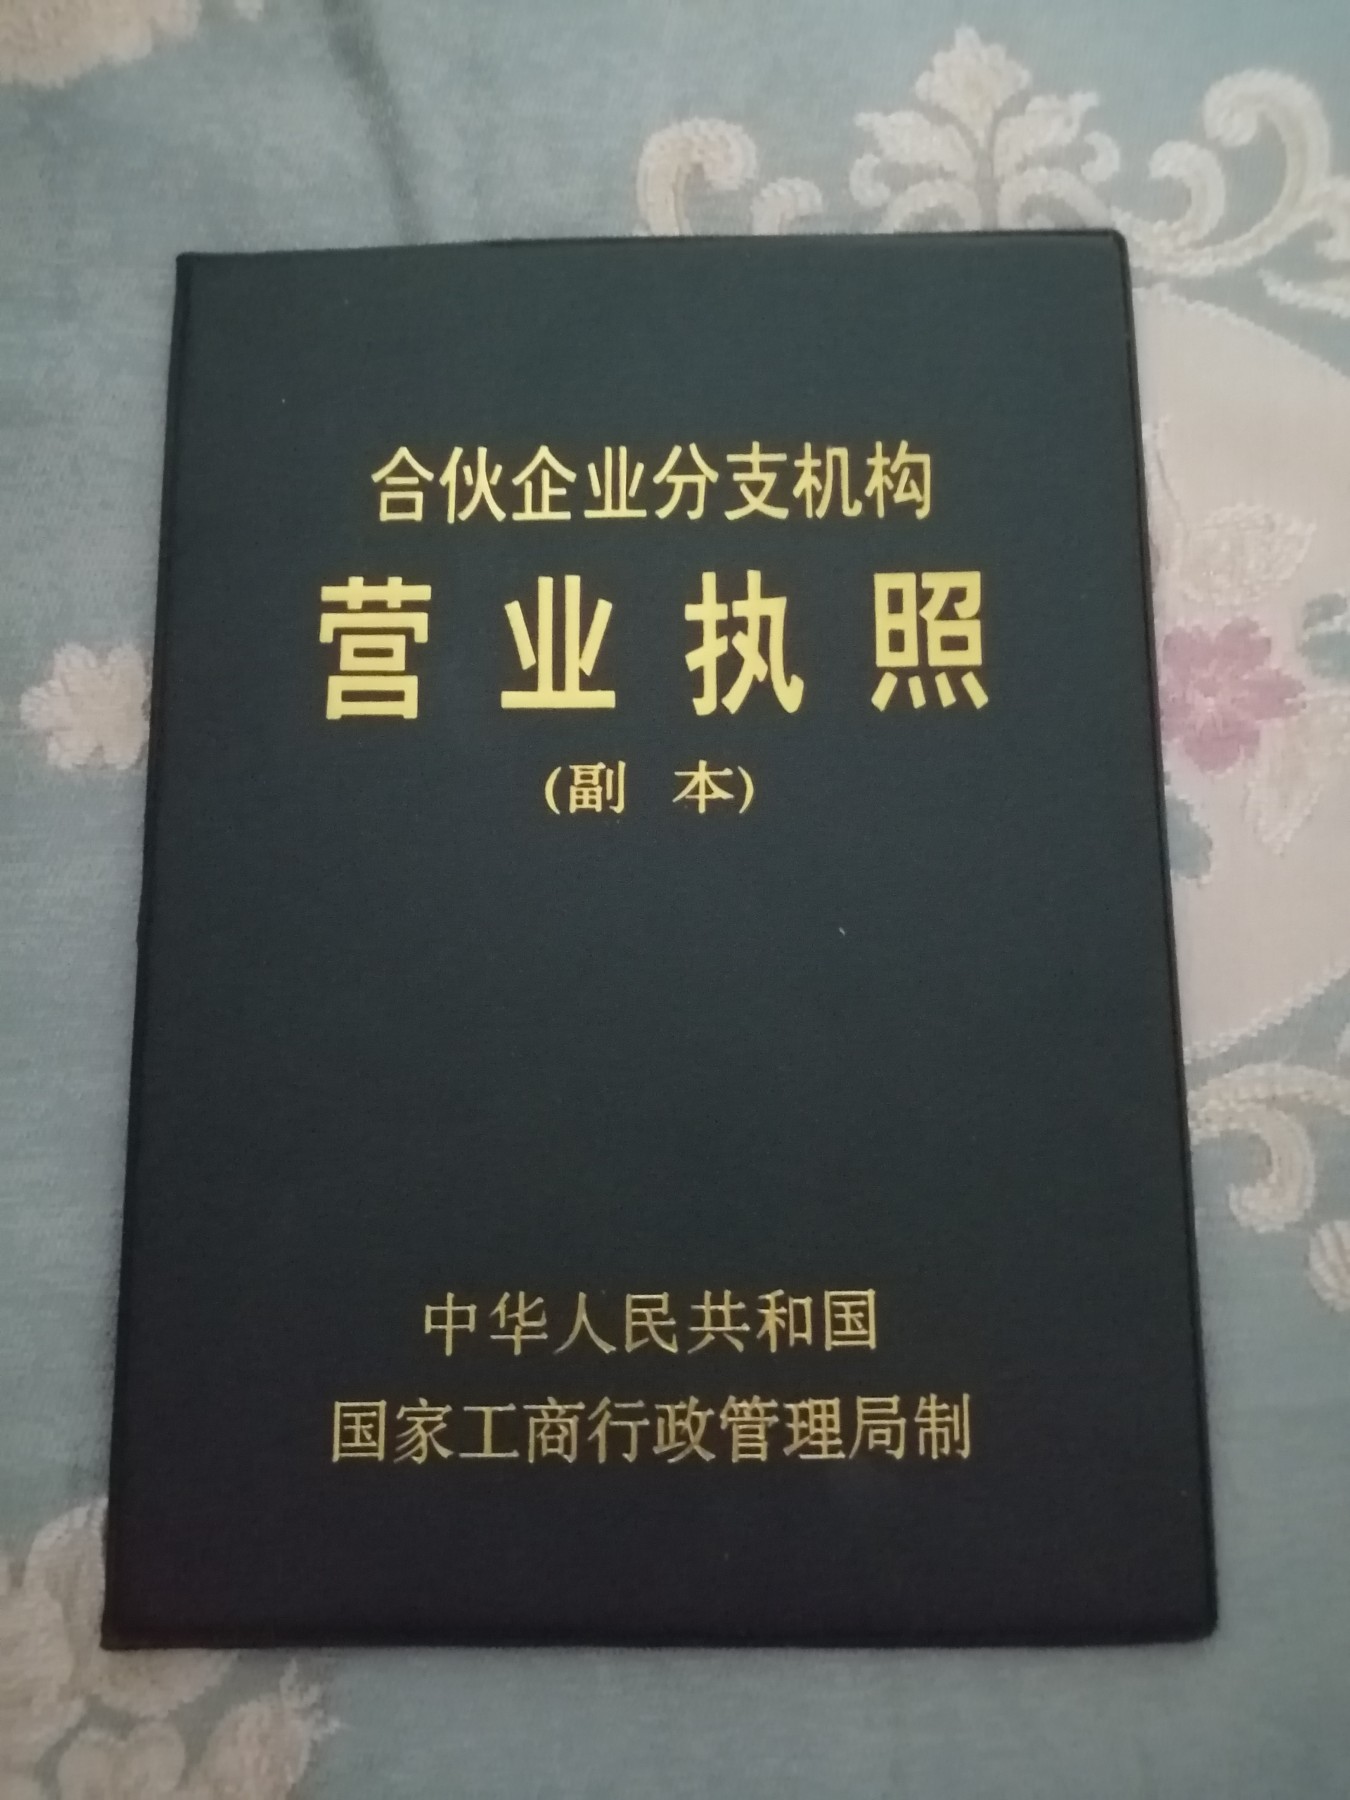 合伙企业分支机构
营业执照
(副 本)
中华人民共和国
国家工商行政管理局制